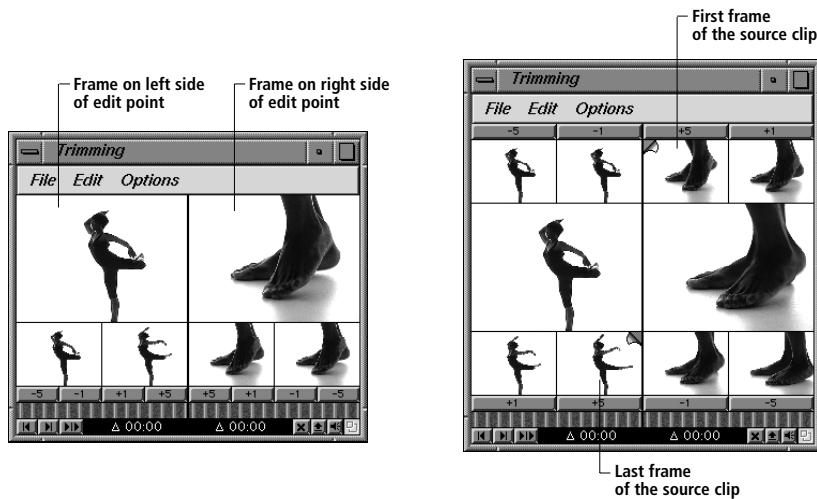 First frame
of the source clip
Frame on left side
of edit point
Frame on right side
of edit point
Trimming
File Edit Options
-5 -1 +1 +5 +5 +1 -1 -5
Δ 00:00 Δ 00:00
Trimming
File Edit Options
-5 -1 +5 +1
+1 +5 -1 -5
Δ 00:00 Δ 00:00
Last frame
of the source clip